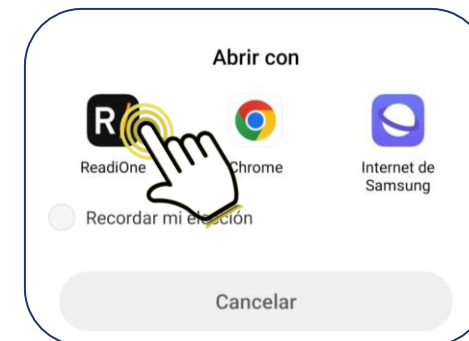 Abrir con
R
ReadiOne
Chrome
Internet de
Samsung
Recordar mi elección
Cancelar